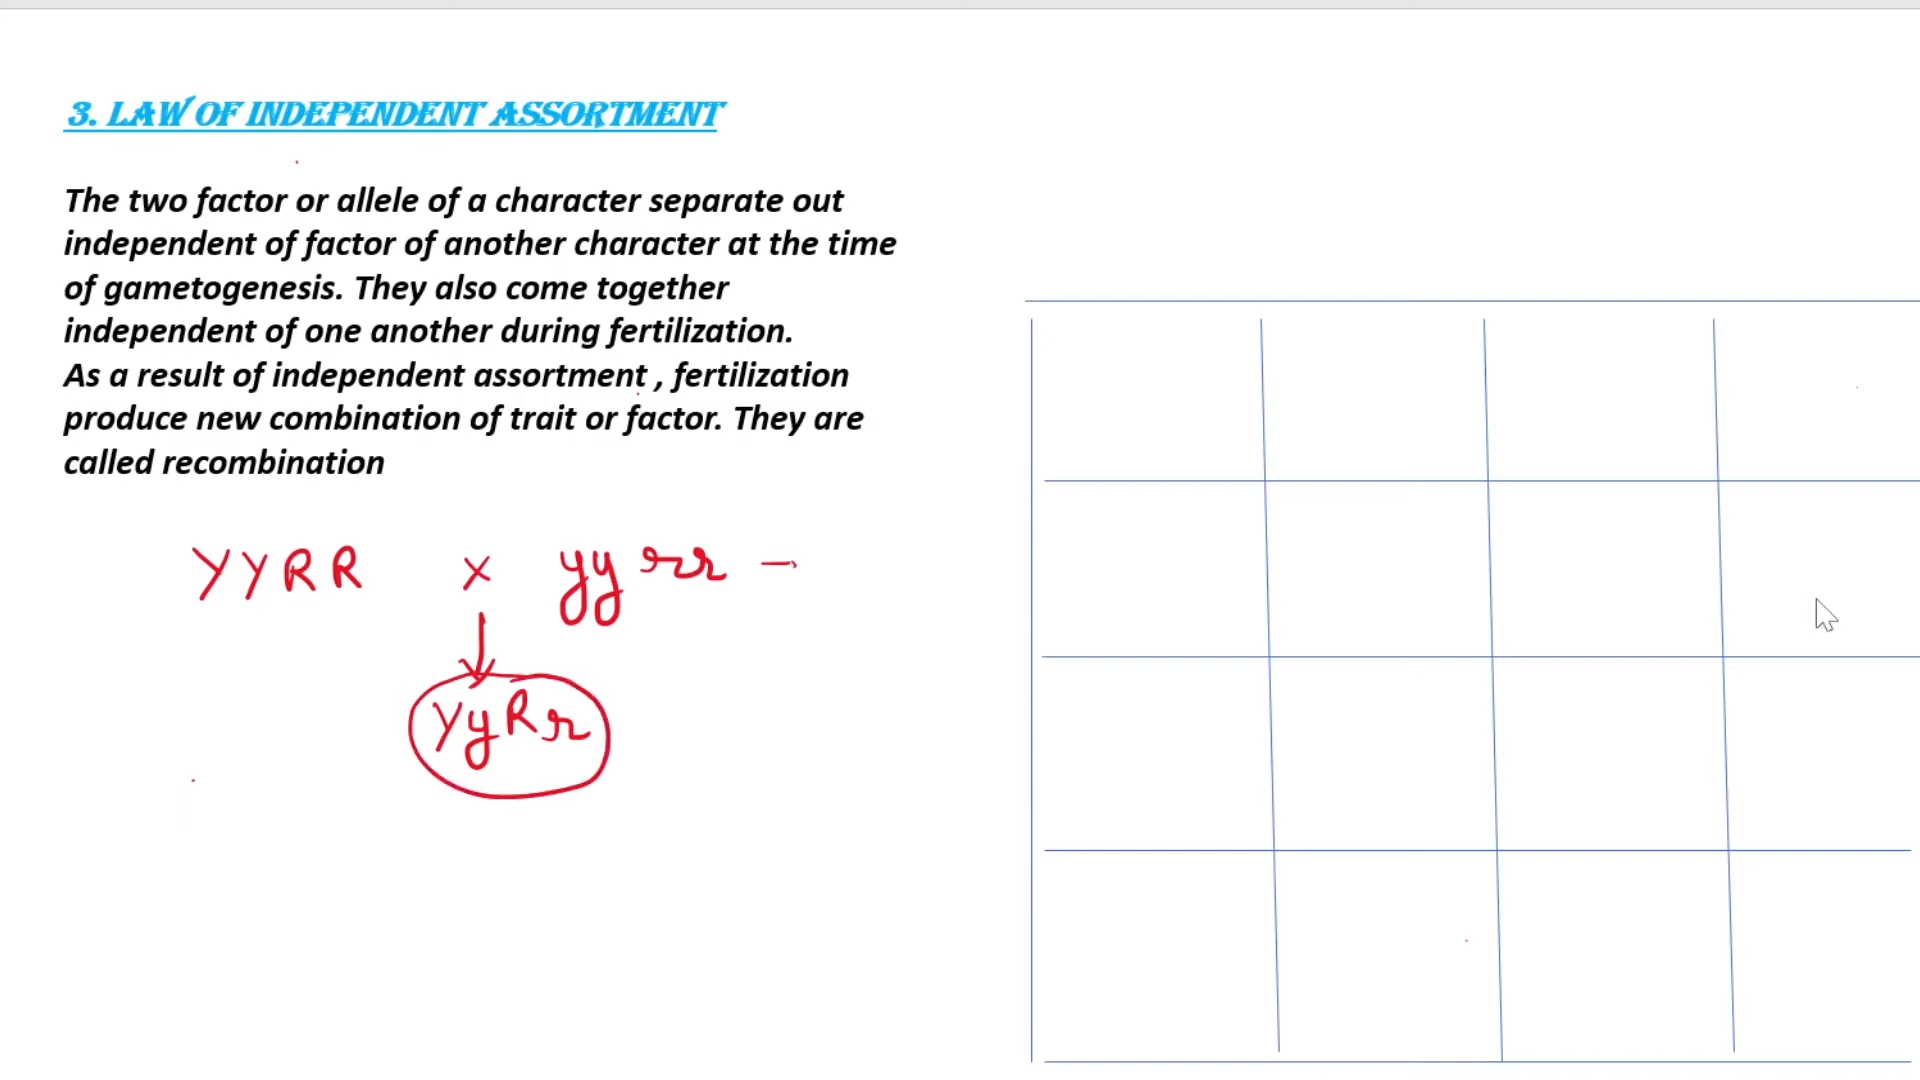 3. LAW OF INDEPENDENT ASSORTMENT
The two factor or allele of a character separate out
independent of factor of another character at the time
of gametogenesis. They also come together
independent of one another during fertilization.
As a result of independent assortment , fertilization
produce new combination of trait or factor. They are
called recombination
YYRR × yyrr →
YyRr